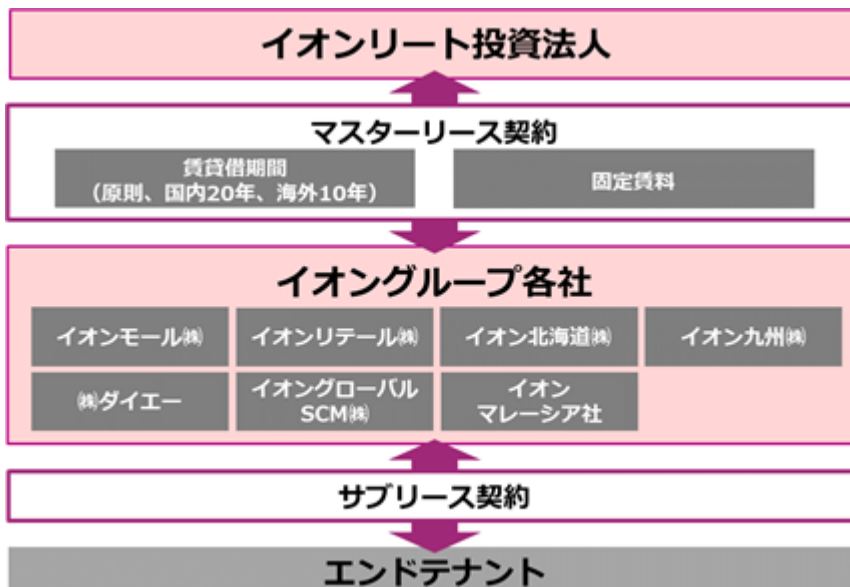 イオンリート投資法人
マスターリース契約
賃貸借期間
(原則、国内20年、海外10年)
固定賃料
イオングループ各社
イオンモール㈱
イオンリテール㈱
イオン北海道㈱
イオン九州㈱
㈱ダイエー
イオングローバル
SCM㈱
イオン
マレーシア社
サブリース契約
エンドテナント